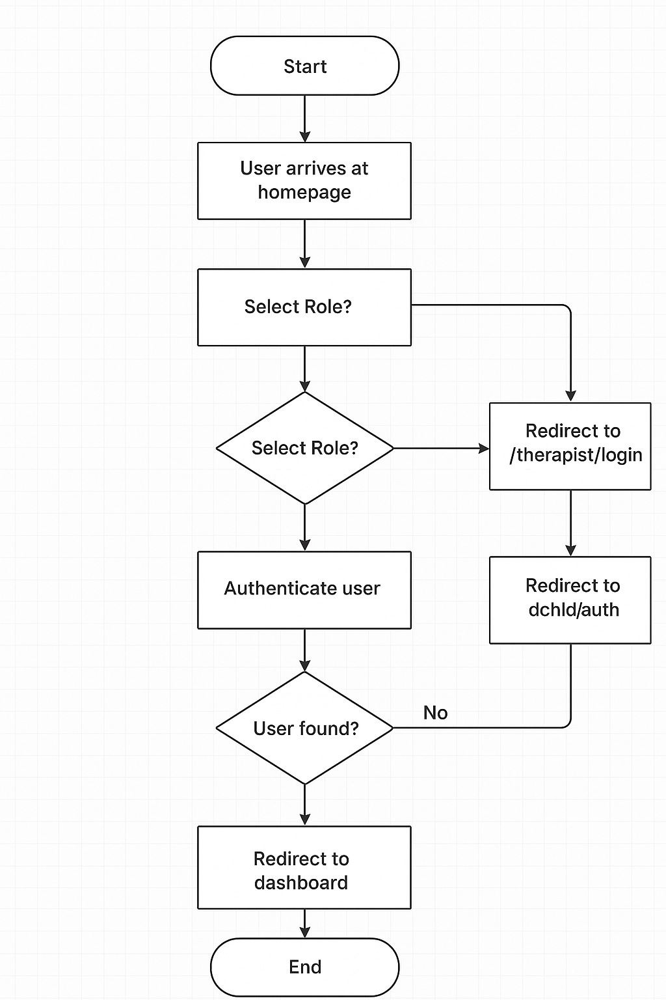 Start
User arrives at
homepage
Select Role?
Select Role?
Redirect to
/therapist/login
Authenticate user
Redirect to
dchld/auth
No
User found?
Redirect to
dashboard
End